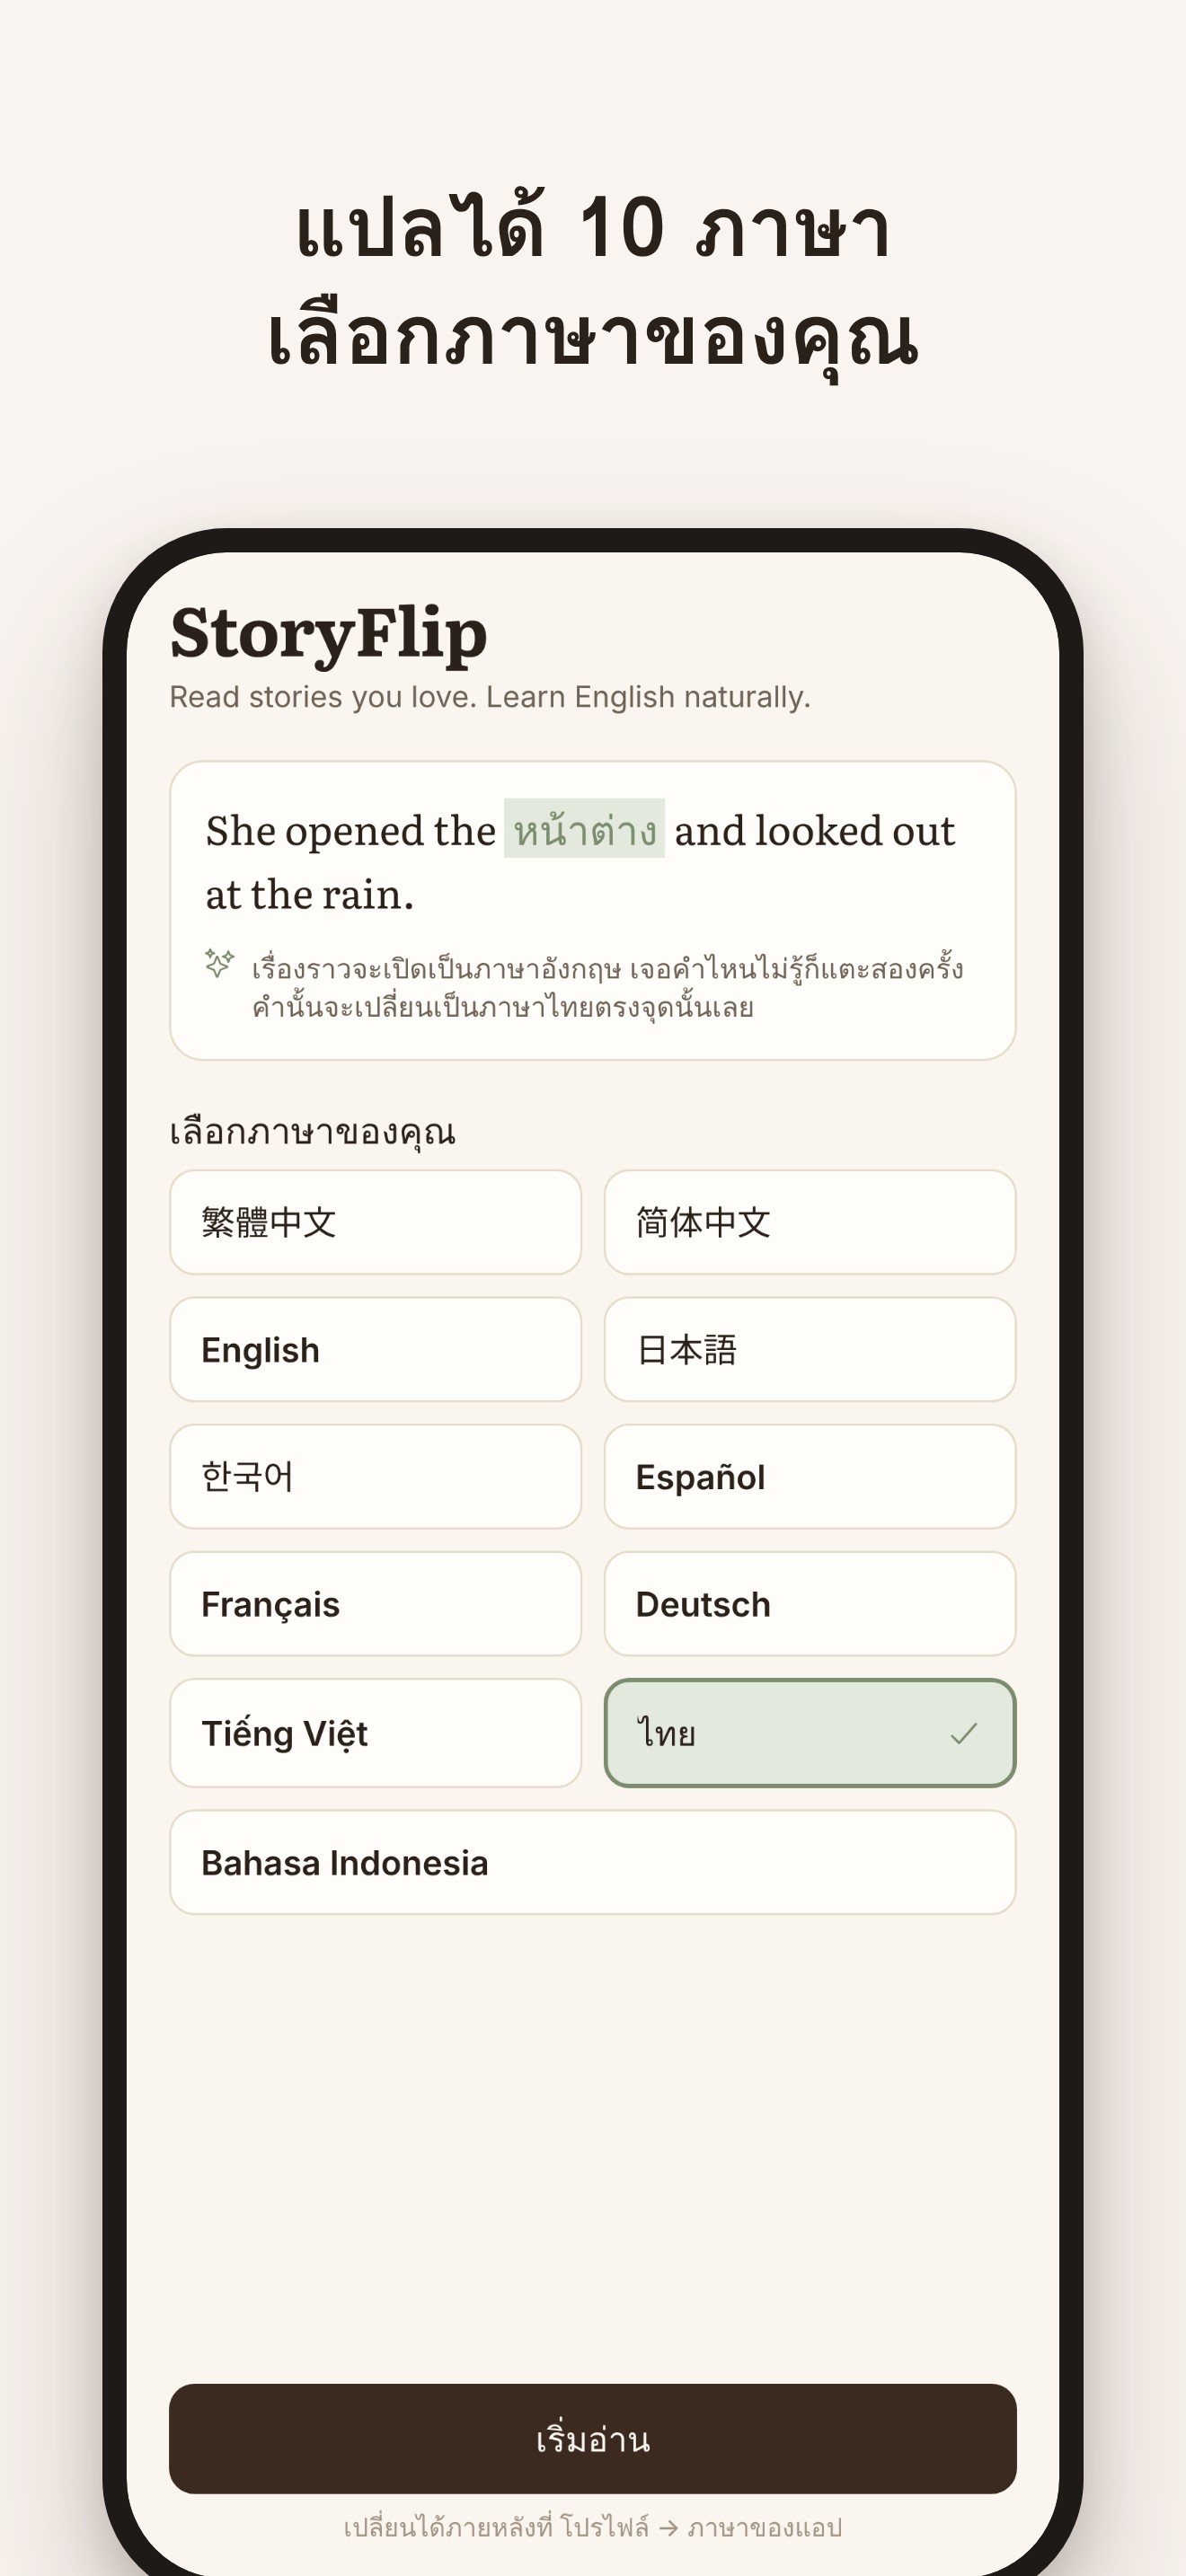 แปลได้ 10 ภาษา
เลือกภาษาของคุณ
StoryFlip
Read stories you love. Learn English naturally.
She opened the หน้าต่าง and looked out
at the rain.
เรื่องราวจะเปิดเป็นภาษาอังกฤษ เจอคำไหนไม่รู้ก็แตะสองครั้ง
คำนั้นจะเปลี่ยนเป็นภาษาไทยตรงจุดนั้นเลย
เลือกภาษาของคุณ
繁體中文
简体中文
English
日本語
한국어
Español
Français
Deutsch
Tiếng Việt
ไทย
Bahasa Indonesia
เริ่มอ่าน
เปลี่ยนได้ภายหลังที่ โปรไฟล์ → ภาษาของแอป